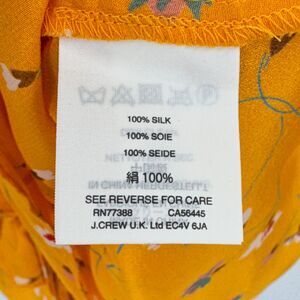 100% SILK
100% SOIE
100% SEIDE
絹 100%
SEE REVERSE FOR CARE
RN77388 CA56445
J.CREW U.K. Ltd EC4V 6JA